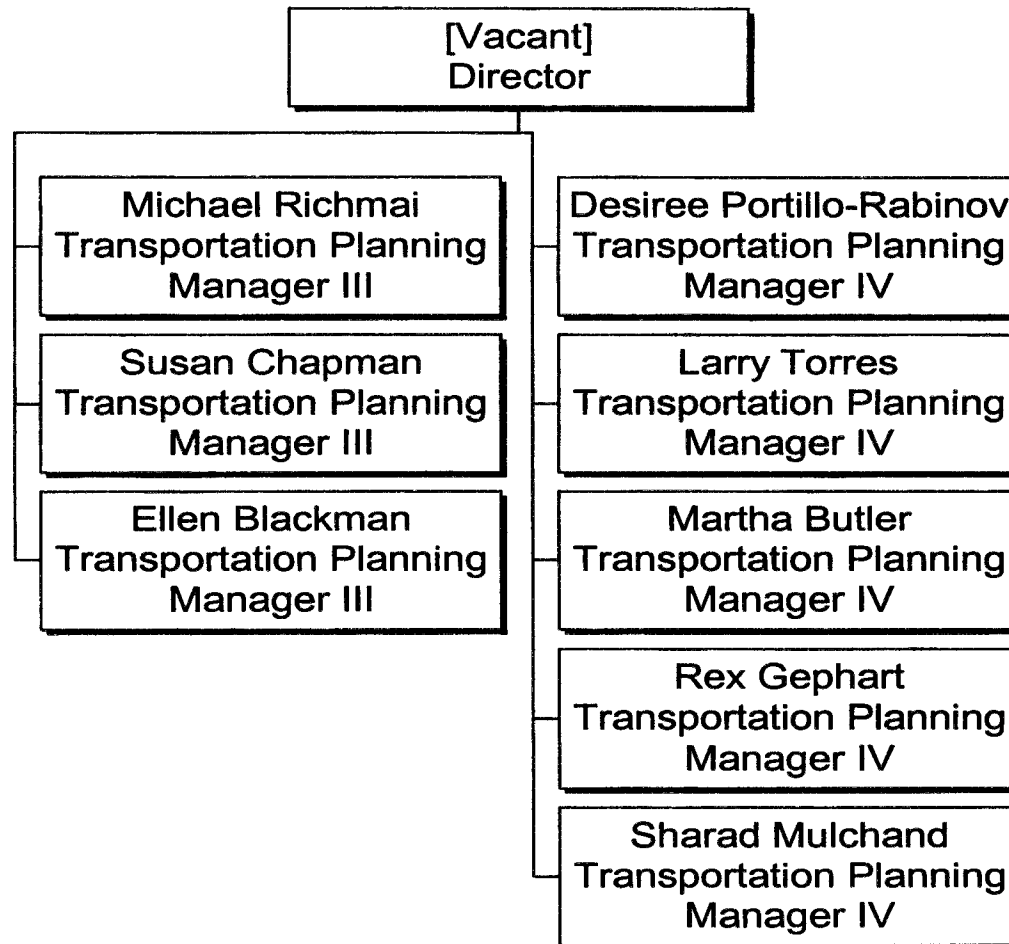 [Vacant]
Director
Michael Richmai
Transportation Planning
Manager III
Susan Chapman
Transportation Planning
Manager III
Ellen Blackman
Transportation Planning
Manager III
Desiree Portillo-Rabinov
Transportation Planning
Manager IV
Larry Torres
Transportation Planning
Manager IV
Martha Butler
Transportation Planning
Manager IV
Rex Gephart
Transportation Planning
Manager IV
Sharad Mulchand
Transportation Planning
Manager IV